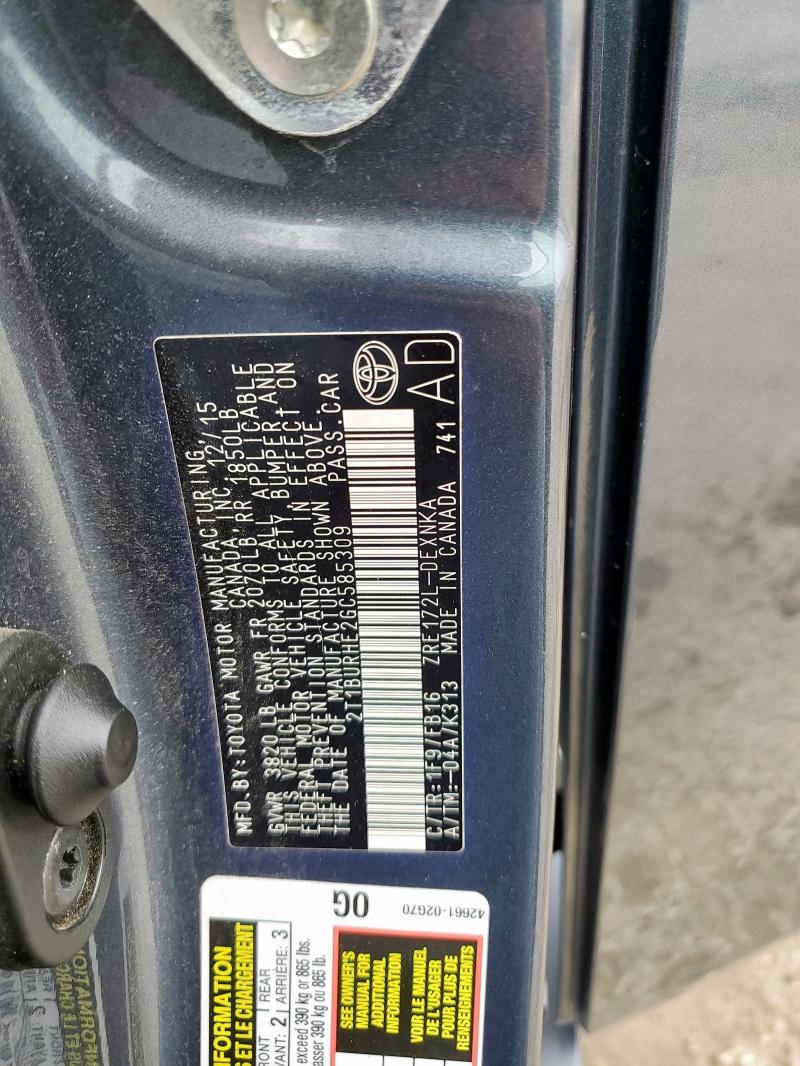 MFD. BY: TOYOTA MOTOR MANUFACTURING,
CANADA INC. 12/15
GVWR 3820 LB GAWR FR 2070LB RR 1850LB
THIS VEHICLE CONFORMS TO ALL APPLICABLE
FEDERAL MOTOR VEHICLE SAFETY, BUMPER, AND
THEFT PREVENTION STANDARDS IN EFFECT ON
THE DATE OF MANUFACTURE SHOWN ABOVE.
2T1BURHE2GC585309 PASS. CAR
C/TR: 1F9/FB16 ZRE172L-DEXNKA
A/TM: -04A/K313 MADE IN CANADA 741
AD
INFORMATION
S ET LE CHARGEMENT
RONT
REAR
VANT: 2
ARRIÈRE: 3
exceed 390 kg or 865 lbs.
asser 390 kg ou 865 lb.
SEE OWNER'S
MANUAL FOR
ADDITIONAL
INFORMATION
VOIR LE MANUEL
DE L'USAGER
POUR PLUS DE
RENSEIGNEMENTS
0G
42661-02G70